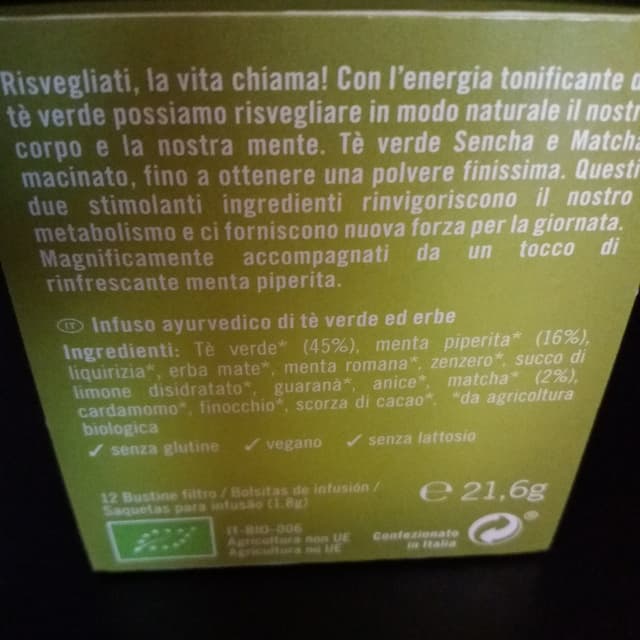 Risvegliati, la vita chiama! Con l'energia tonificante
tè verde possiamo risvegliare in modo naturale il nostr
corpo e la nostra mente. Tè verde Sencha e Matcha
macinato, fino a ottenere una polvere finissima. Questi
due stimolanti ingredienti rinvigoriscono il nostro
metabolismo e ci forniscono nuova forza per la giornata.
Magnificamente accompagnati da un tocco di
rinfrescante menta piperita.
IT Infuso ayurvedico di tè verde ed erbe
Ingredienti: Tè verde* (45%), menta piperita* (16%),
liquirizia*, erba mate*, menta romana*, zenzero*, succo di
limone disidratato*, guaranà*, anice*, matcha* (2%),
cardamomo*, finocchio*, scorza di cacao*. *da agricoltura
biologica
✓ senza glutine ✓ vegano ✓ senza lattosio
12 Bustine filtro / Bolsitas de infusión /
Saquetas para infusão (1.8g)
℮ 21,6g
IT-BIO-006
Agricoltura non UE
Agricultura no UE
Confezionato
in Italia